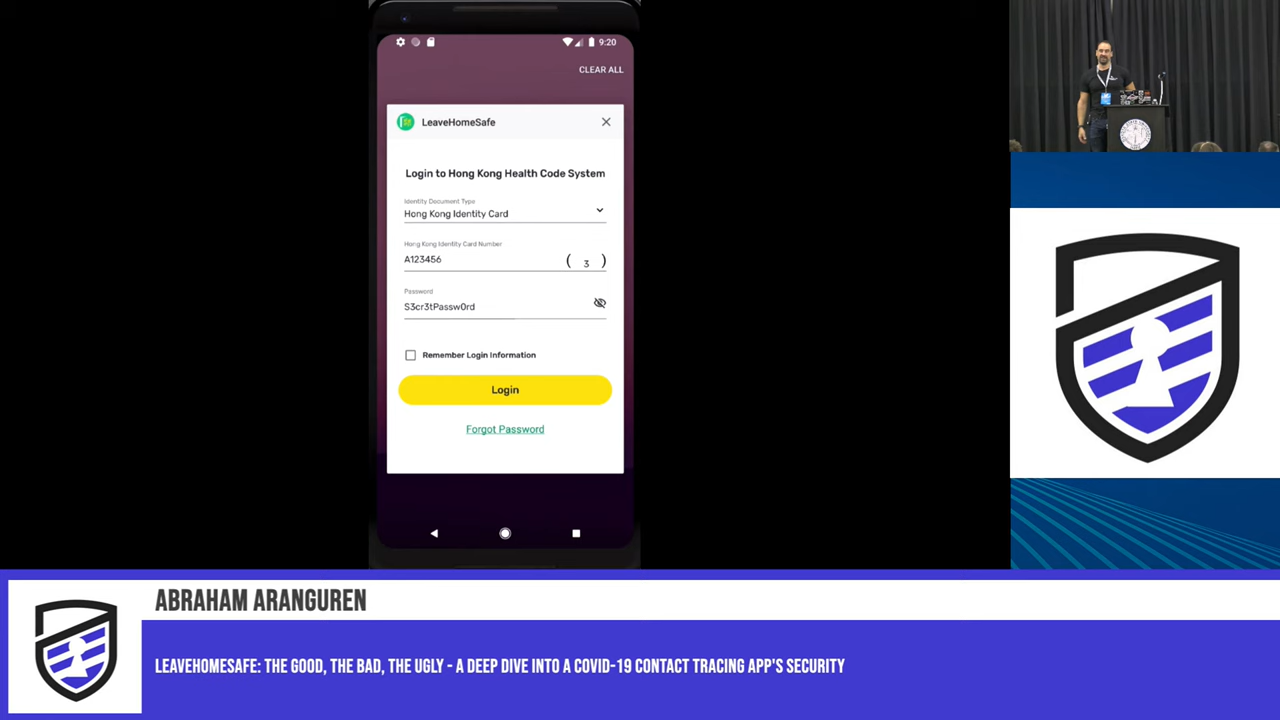 9:20
CLEAR ALL
LeaveHomeSafe
Login to Hong Kong Health Code System
Identity Document Type
Hong Kong Identity Card
Hong Kong Identity Card Number
A123456 ( 3 )
Password
S3cr3tPassw0rd
Remember Login Information
Login
Forgot Password
ABRAHAM ARANGUREN
LEAVEHOMESAFE: THE GOOD, THE BAD, THE UGLY - A DEEP DIVE INTO A COVID-19 CONTACT TRACING APP'S SECURITY